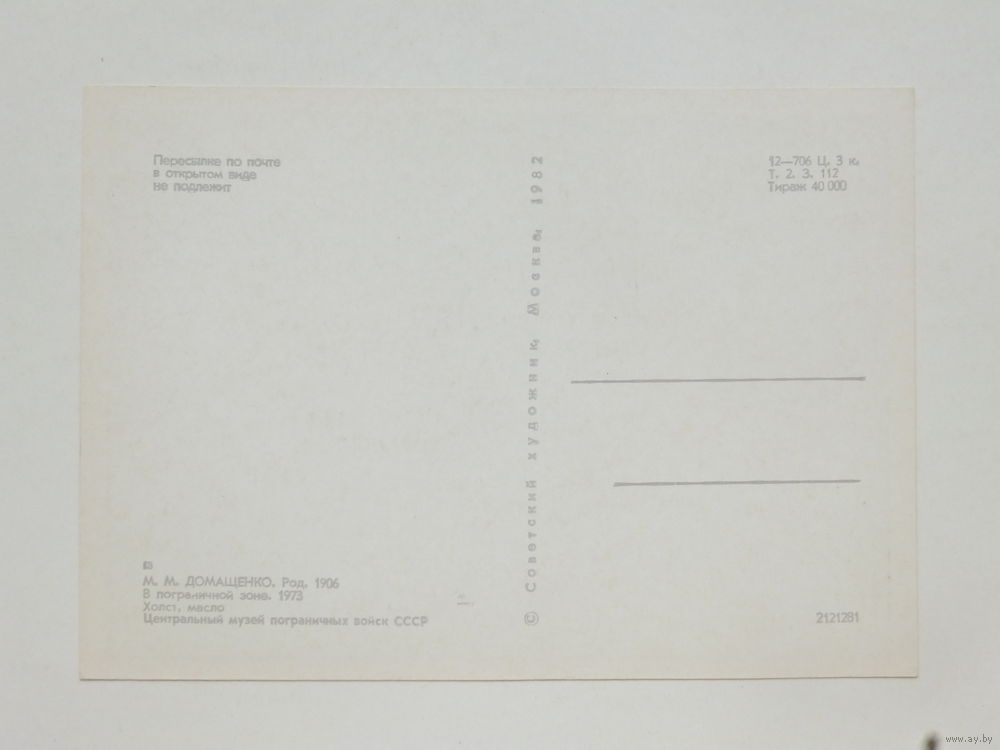 Пересылке по почте
в открытом виде
не подлежит
12—706 Ц. 3 к.
Т. 2. З. 112
Тираж 40 000
© Советский художник, Москва, 1982
М. М. ДОМАЩЕНКО. Род. 1906
В пограничной зоне. 1973
Холст, масло
Центральный музей пограничных войск СССР
2121281
www.ay.by